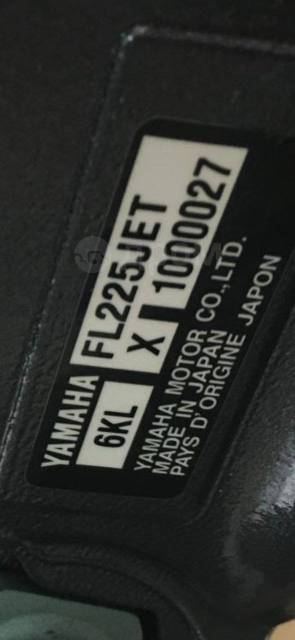 YAMAHA FL225JET
6KL X 1000027
YAMAHA MOTOR CO.,LTD.
MADE IN JAPAN
PAYS D'ORIGINE JAPON